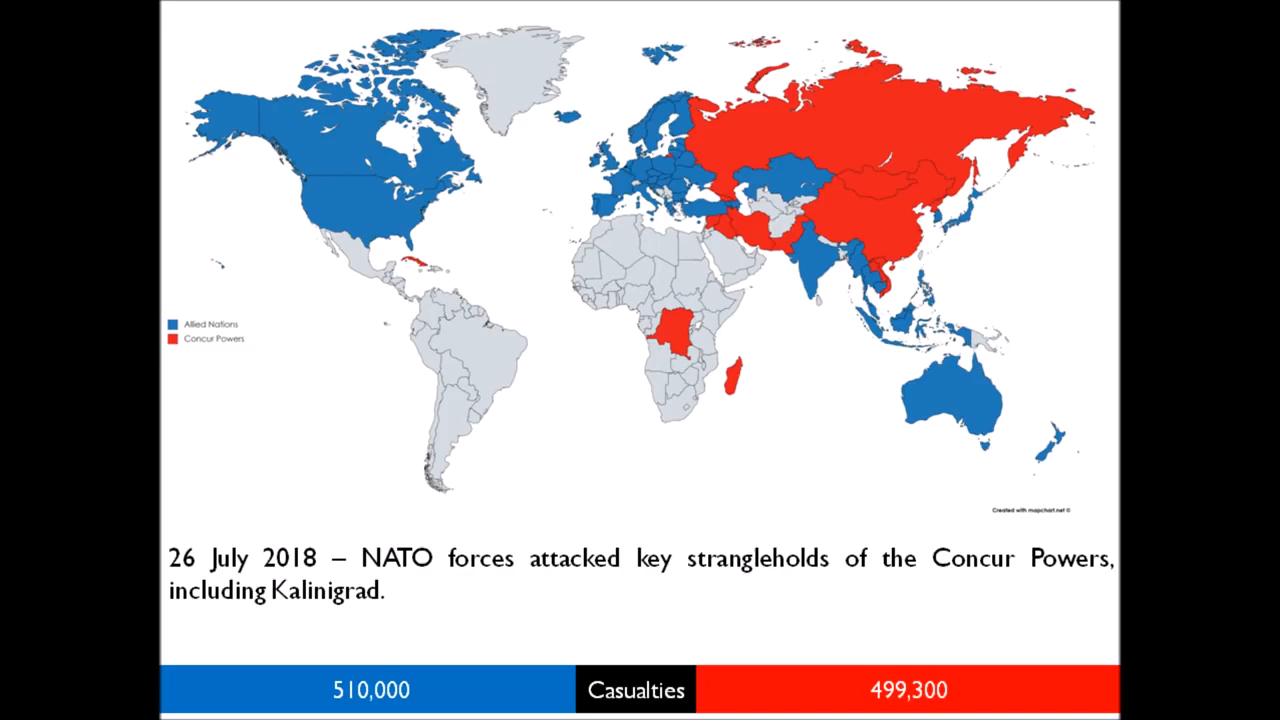 Allied Nations
Concur Powers
Created with mapchart.net ©
26 July 2018 – NATO forces attacked key strangleholds of the Concur Powers,
including Kalinigrad.
510,000 Casualties 499,300